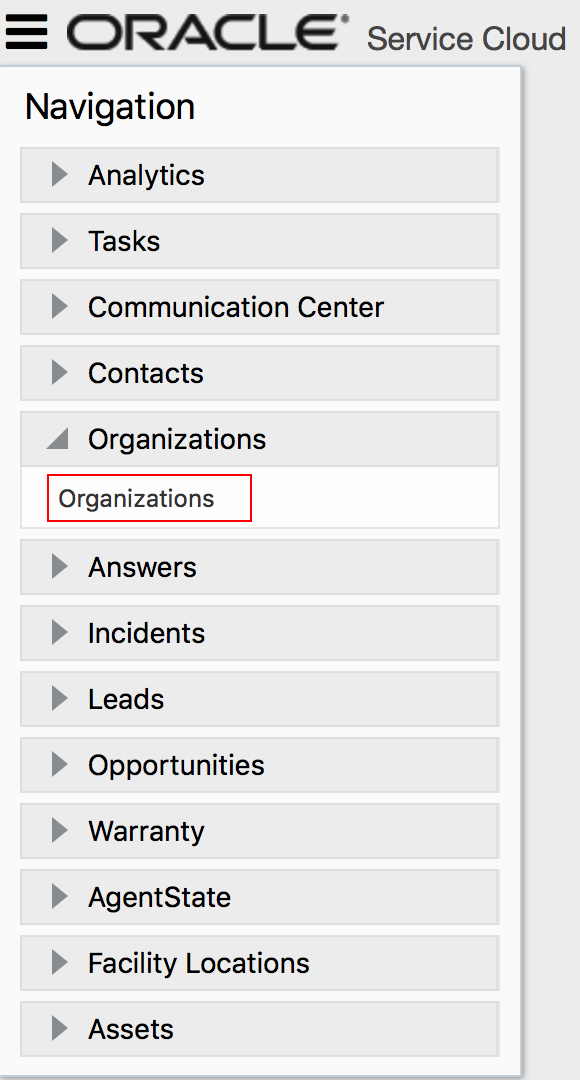 ORACLE® Service Cloud
Navigation
Analytics
Tasks
Communication Center
Contacts
Organizations
Organizations
Answers
Incidents
Leads
Opportunities
Warranty
AgentState
Facility Locations
Assets